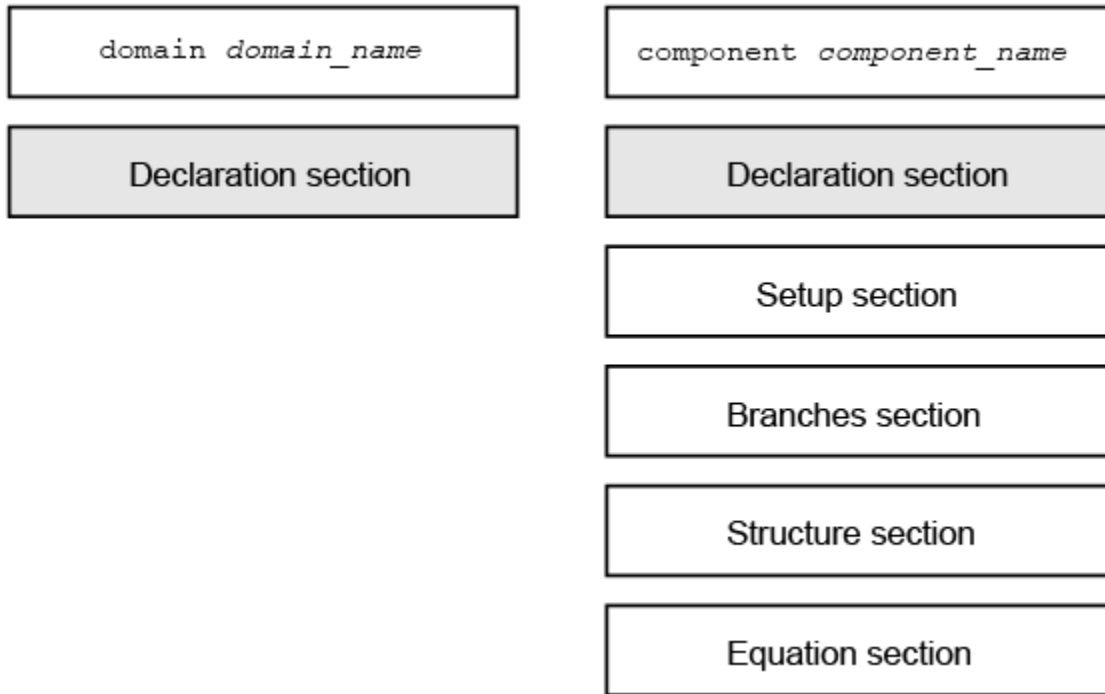 domain domain_name
component component_name
Declaration section
Declaration section
Setup section
Branches section
Structure section
Equation section